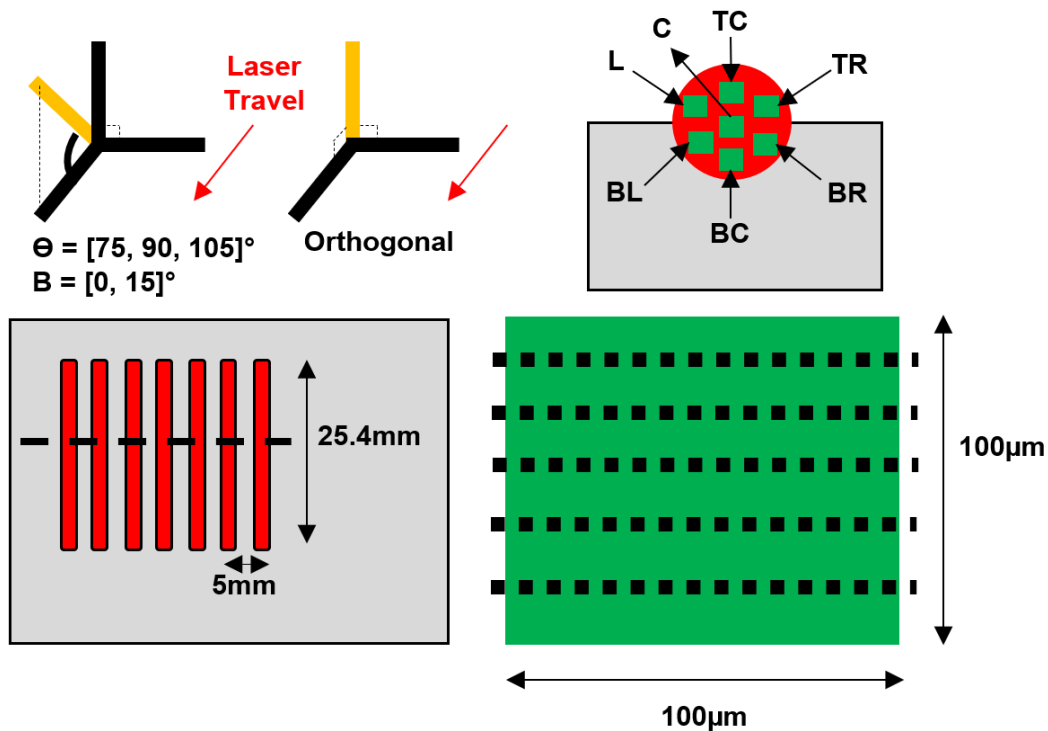 Laser
Travel
ϴ = [75, 90, 105]°
B = [0, 15]°
Orthogonal
C
TC
L
TR
BL
BR
BC
25.4mm
5mm
100µm
100µm